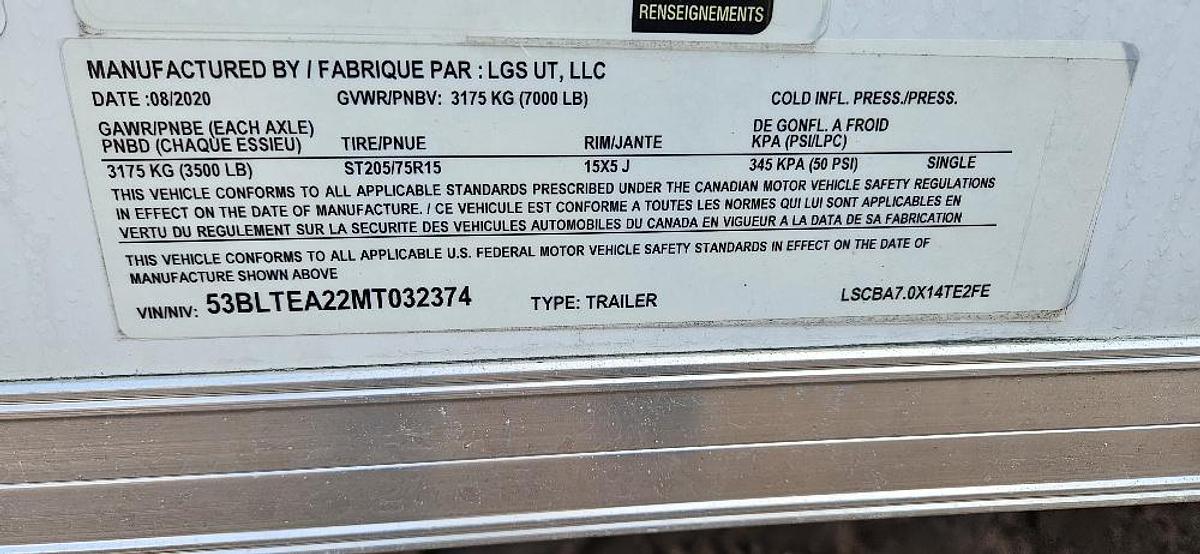 RENSEIGNEMENTS
MANUFACTURED BY / FABRIQUE PAR : LGS UT, LLC
DATE :08/2020 GVWR/PNBV: 3175 KG (7000 LB) COLD INFL. PRESS./PRESS.
GAWR/PNBE (EACH AXLE) DE GONFL. A FROID
PNBD (CHAQUE ESSIEU) TIRE/PNUE RIM/JANTE KPA (PSI/LPC)
3175 KG (3500 LB) ST205/75R15 15X5 J 345 KPA (50 PSI) SINGLE
THIS VEHICLE CONFORMS TO ALL APPLICABLE STANDARDS PRESCRIBED UNDER THE CANADIAN MOTOR VEHICLE SAFETY REGULATIONS
IN EFFECT ON THE DATE OF MANUFACTURE. / CE VEHICULE EST CONFORME A TOUTES LES NORMES QUI LUI SONT APPLICABLES EN
VERTU DU REGULEMENT SUR LA SECURITE DES VEHICULES AUTOMOBILES DU CANADA EN VIGUEUR A LA DATA DE SA FABRICATION
THIS VEHICLE CONFORMS TO ALL APPLICABLE U.S. FEDERAL MOTOR VEHICLE SAFETY STANDARDS IN EFFECT ON THE DATE OF
MANUFACTURE SHOWN ABOVE
VIN/NIV: 53BLTEA22MT032374 TYPE: TRAILER LSCBA7.0X14TE2FE